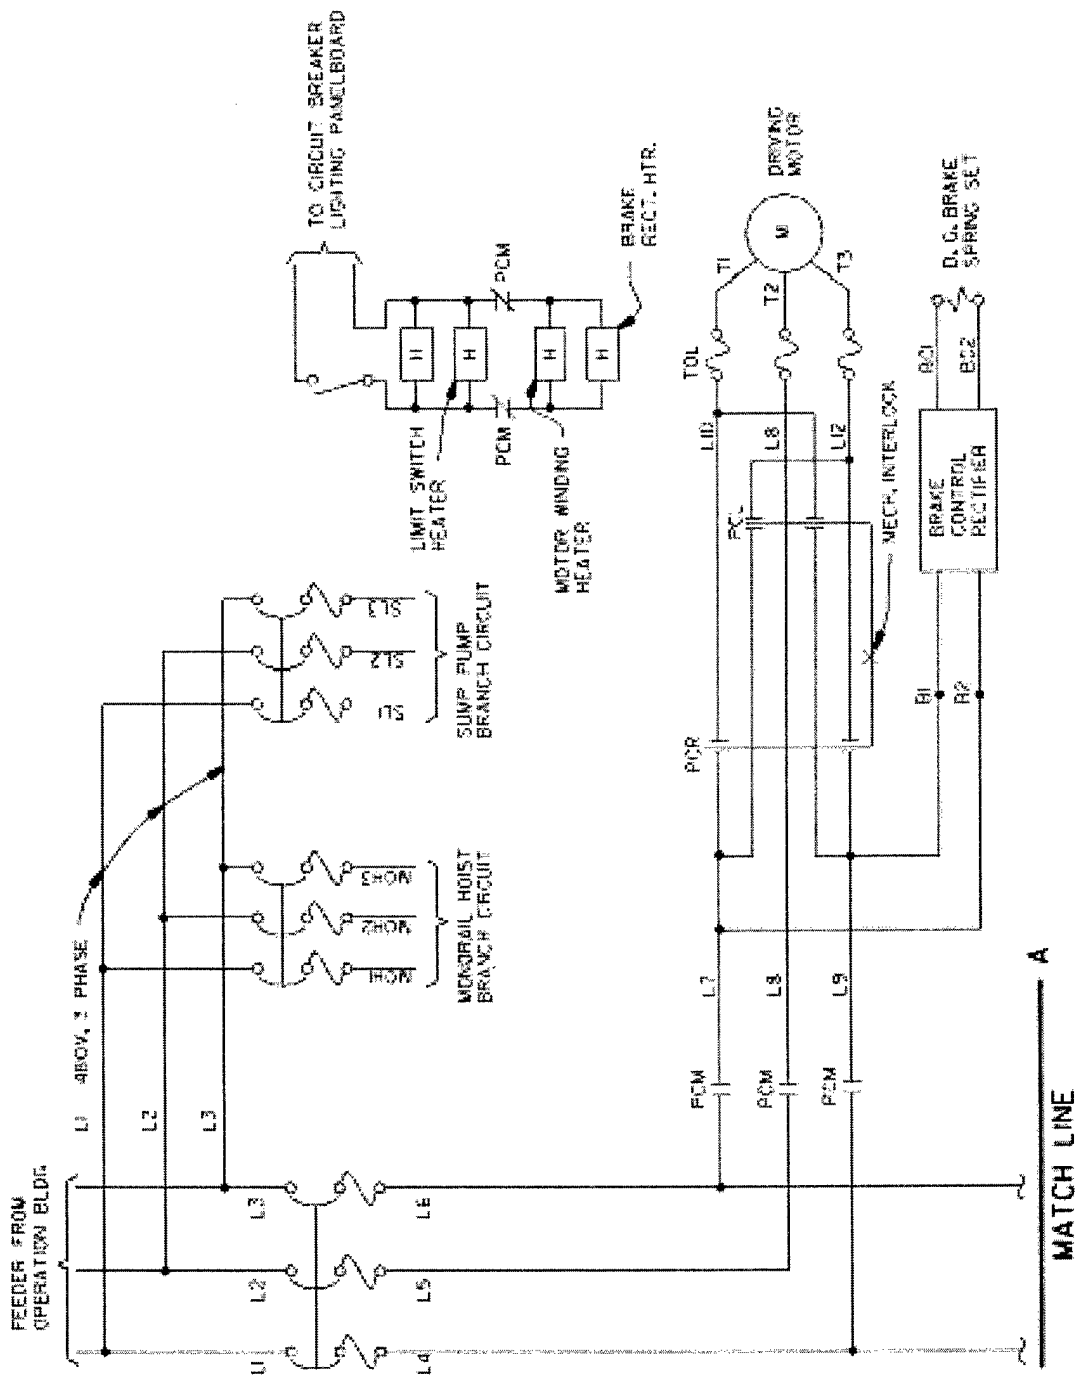 FEEDER FROM
OPERATION BLDG
L1
480V, 3 PHASE
L2
L3
L1
L2
L3
L4
L5
L6
MOH1
MOH2
MOH3
MONORAIL HOIST
BRANCH CIRCUIT
SL1
SL2
SL3
SUMP PUMP
BRANCH CIRCUIT
TO CIRCUIT BREAKER
LIGHTING PANELBOARD
H
H
H
H
PCM
PCM
LIMIT SWITCH
HEATER
MOTOR WINDING
HEATER
BRAKE
RECT. HTR.
PCM
PCM
PCM
L7
L8
L9
PCR
PCL
MECH. INTERLOCK
L10
L8
L12
TOL
T1
T2
T3
M
DRIVING
MOTOR
B1
B2
BRAKE
CONTROL
RECTIFIER
BC1
BC2
D.C. BRAKE
SPRING SET
MATCH LINE
A